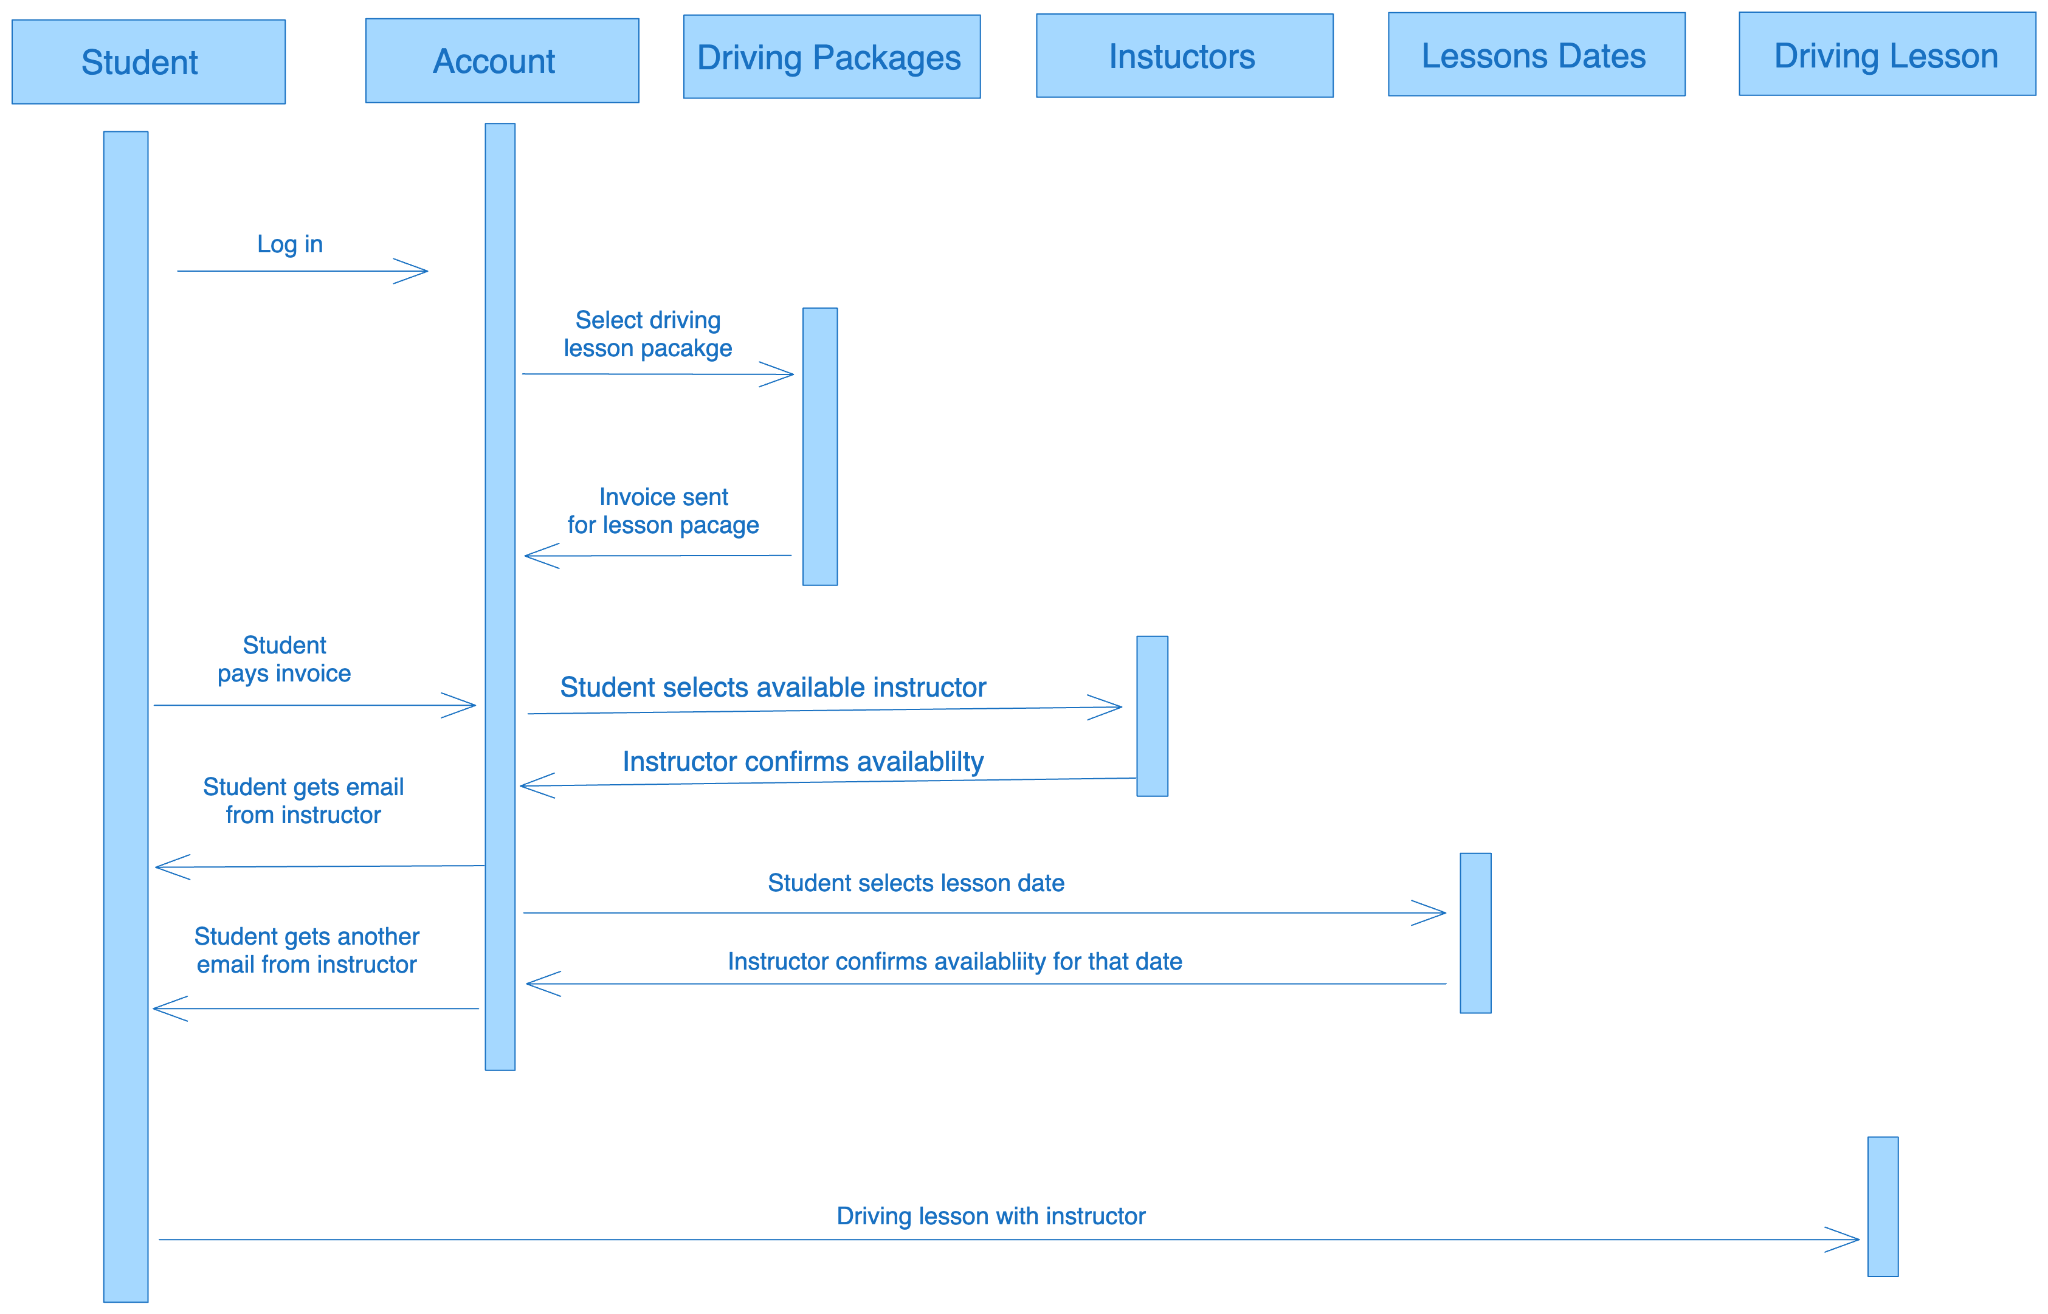 Student
Account
Driving Packages
Instuctors
Lessons Dates
Driving Lesson
Log in
Select driving
lesson pacakge
Invoice sent
for lesson pacage
Student
pays invoice
Student selects available instructor
Instructor confirms availablilty
Student gets email
from instructor
Student selects lesson date
Student gets another
email from instructor
Instructor confirms availabliity for that date
Driving lesson with instructor